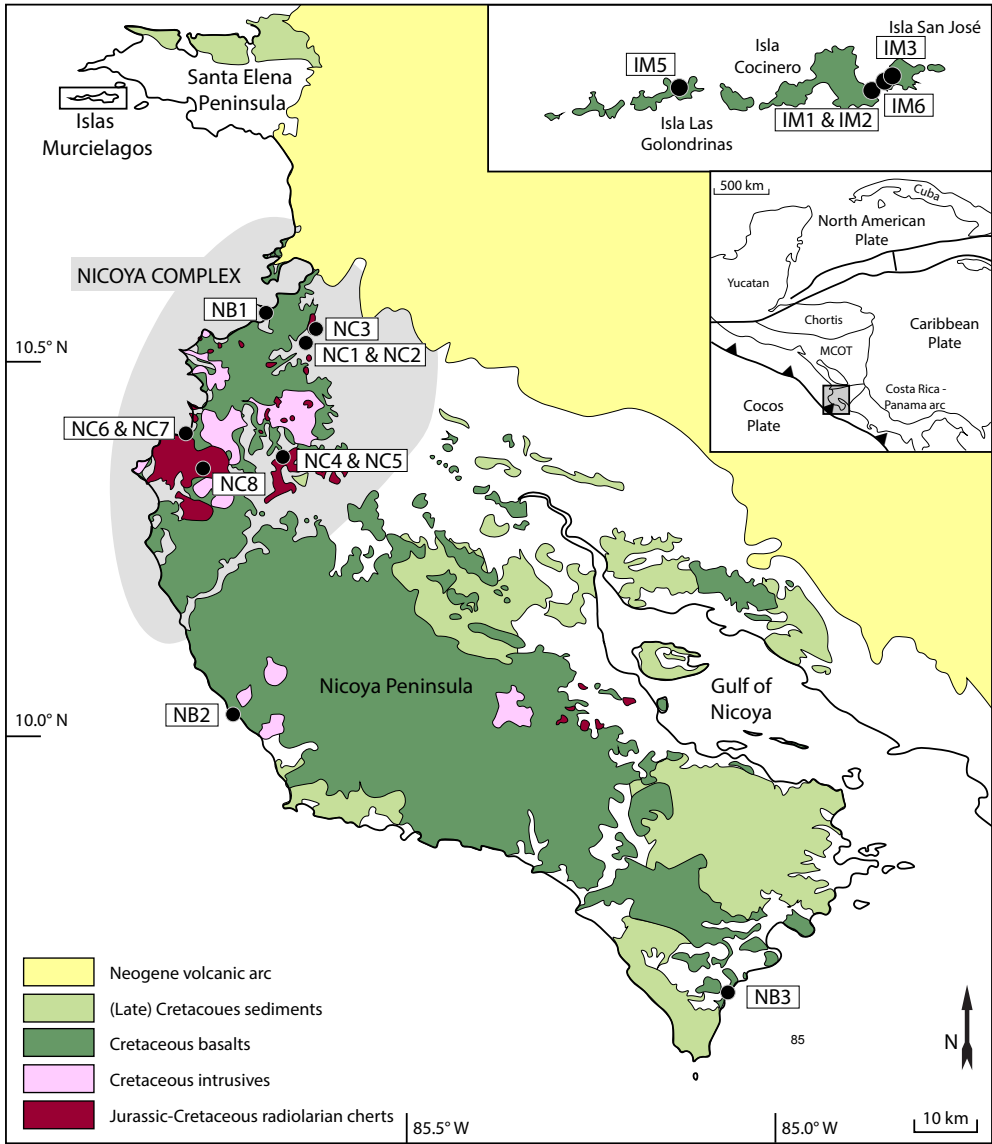 Santa Elena
Peninsula
Islas
Murcielagos
Isla San José
IM3
Isla
Cocinero
IM5
IM1 & IM2
IM6
Isla Las
Golondrinas
500 km
Cuba
North American
Plate
Yucatan
Chortis
Caribbean
Plate
MCOT
Costa Rica -
Panama arc
Cocos
Plate
NICOYA COMPLEX
NB1
NC3
NC1 & NC2
10.5° N
NC6 & NC7
NC4 & NC5
NC8
Nicoya Peninsula
Gulf of
Nicoya
NB2
10.0° N
NB3
85
N
Neogene volcanic arc
(Late) Cretacoues sediments
Cretaceous basalts
Cretaceous intrusives
Jurassic-Cretaceous radiolarian cherts
85.5° W
85.0° W
10 km